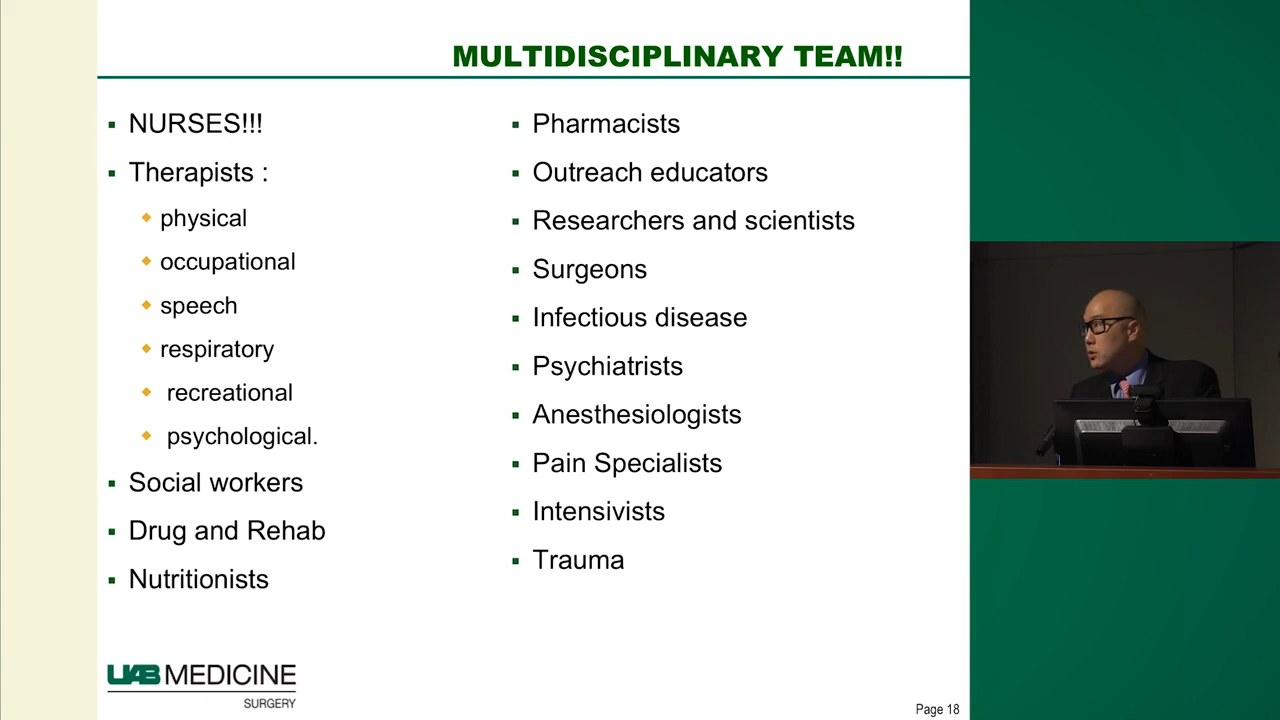 MULTIDISCIPLINARY TEAM!!
NURSES!!!
Therapists :
physical
occupational
speech
respiratory
recreational
psychological.
Social workers
Drug and Rehab
Nutritionists
Pharmacists
Outreach educators
Researchers and scientists
Surgeons
Infectious disease
Psychiatrists
Anesthesiologists
Pain Specialists
Intensivists
Trauma
UAB MEDICINE
SURGERY
Page 18